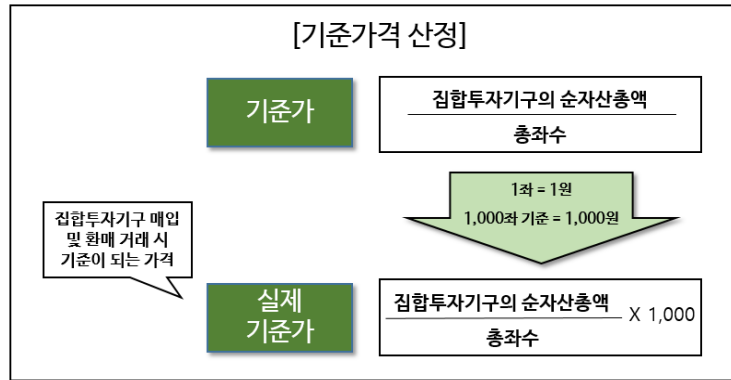 [기준가격 산정]
기준가
집합투자기구의 순자산총액
총좌수
1좌 = 1원
1,000좌 기준 = 1,000원
집합투자기구 매입
및 환매 거래 시
기준이 되는 가격
실제
기준가
집합투자기구의 순자산총액
총좌수
X 1,000